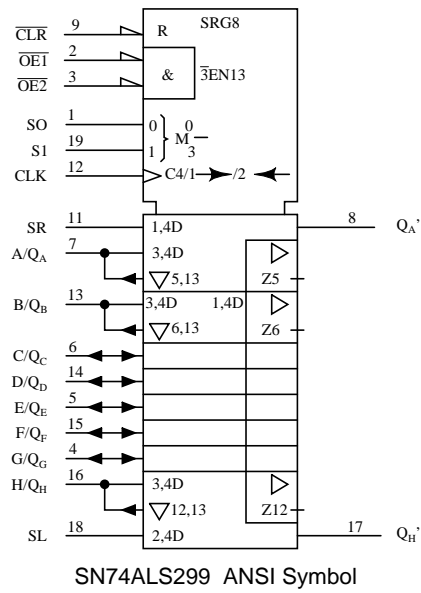 SRG8
CLR 9 R
OE1 2
& 3EN13
OE2 3
SO 1 0 0
M
S1 19 1 3
CLK 12 C4/1 /2
SR 11 1,4D 8 QA’
A/QA 7 3,4D
5,13 Z5
B/QB 13 3,4D 1,4D
6,13 Z6
C/QC 6
D/QD 14
E/QE 5
F/QF 15
G/QG 4
H/QH 16 3,4D
12,13 Z12
SL 18 2,4D 17 QH’
SN74ALS299 ANSI Symbol